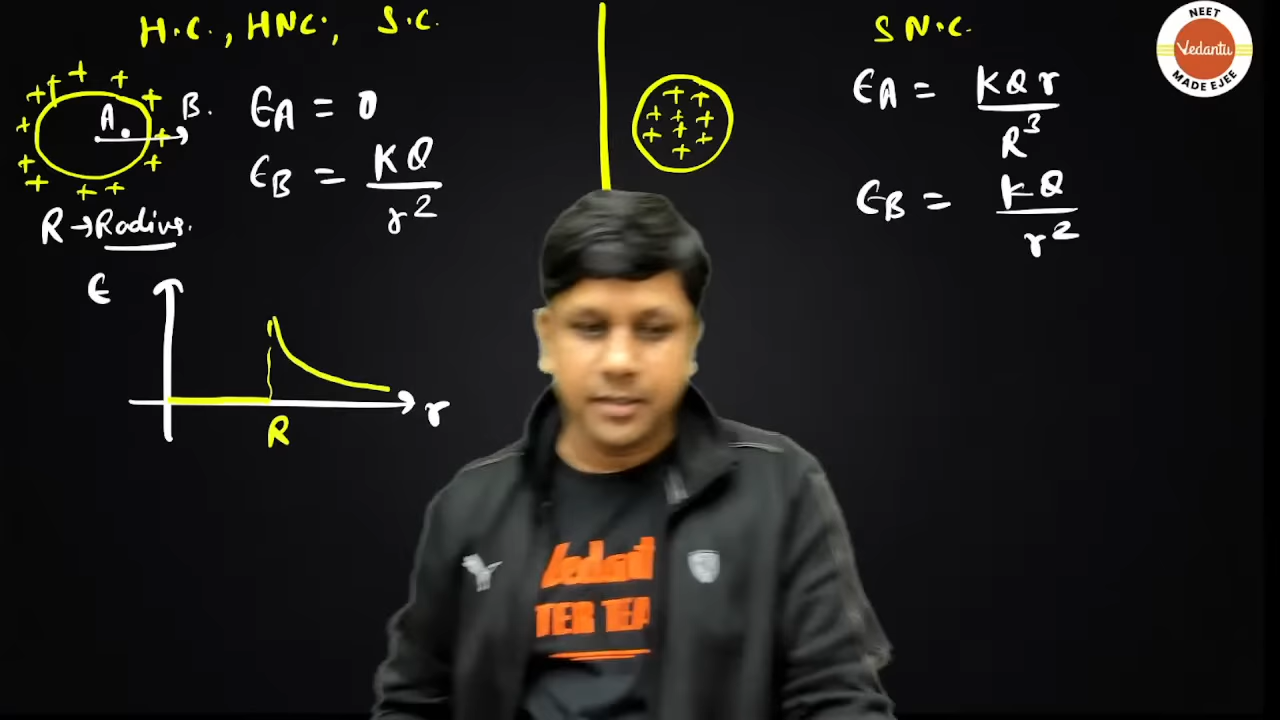 H.C., HNC, S.C.
A
B.
EA = 0
EB = KQ / r²
R → Radius.
E
R
r
S N.C.
EA = KQr / R³
EB = KQ / r²
NEET
Vedantu
MADE EJEE
Vedant
TER TEA